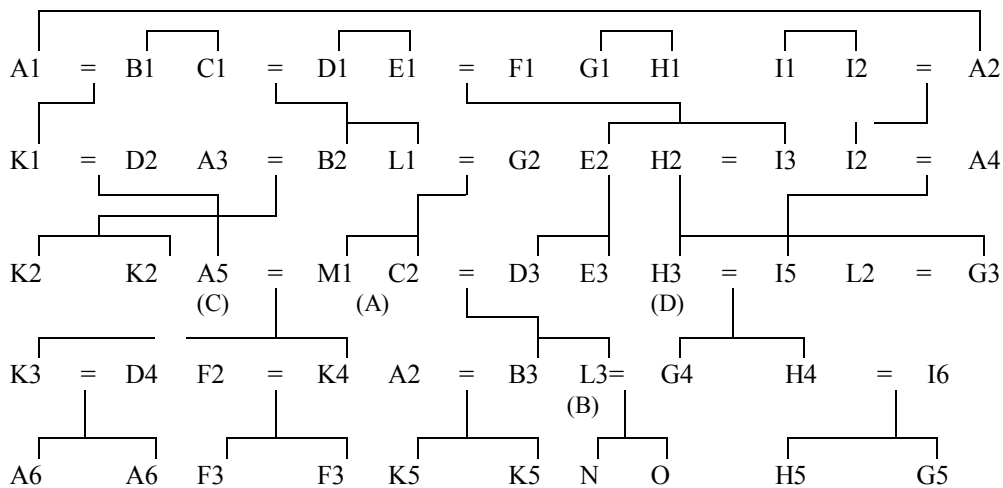 A1 = B1 C1 = D1 E1 = F1 G1 H1 I1 I2 = A2
K1 = D2 A3 = B2 L1 = G2 E2 H2 = I3 I2 = A4
K2 K2 A5 = M1 C2 = D3 E3 H3 = I5 L2 = G3
(C) (A) (D)
K3 = D4 F2 = K4 A2 = B3 L3= G4 H4 = I6
(B)
A6 A6 F3 F3 K5 K5 N O H5 G5